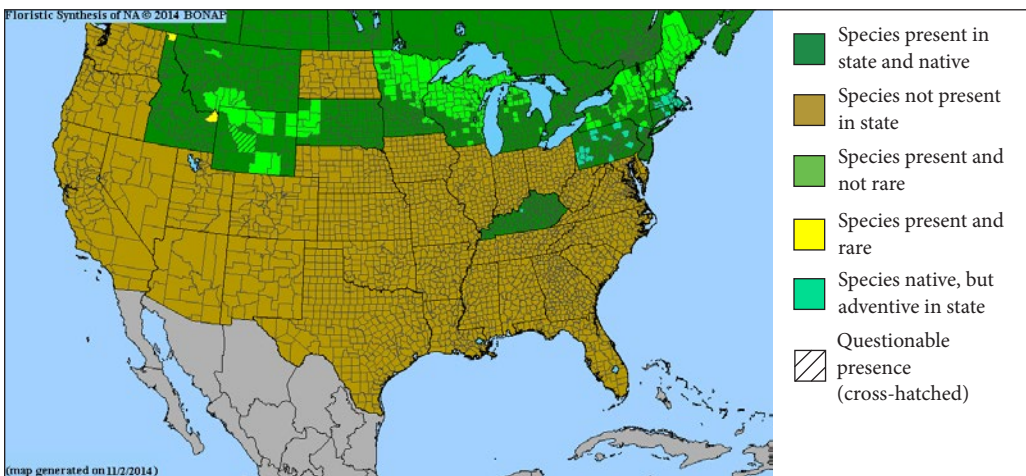 Floristic Synthesis of NA © 2014 BONAP
Species present in
state and native
Species not present
in state
Species present and
not rare
Species present and
rare
Species native, but
adventive in state
Questionable
presence
(cross-hatched)
(map generated on 11/2/2014)